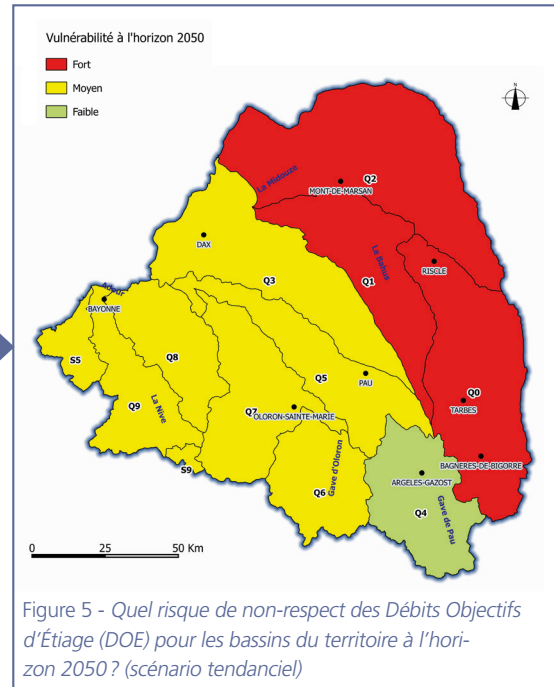 Vulnérabilité à l'horizon 2050
Fort
Moyen
Faible
N
La Midouze
Q2
MONT-DE-MARSAN
DAX
La Bahus
RISCLE
Q1
Q3
Adour
BAYONNE
S5
Q8
Q5
PAU
Q0
TARBES
Q9
La Nive
Q7
OLORON-SAINTE-MARIE
S9
BAGNERES-DE-BIGORRE
ARGELES-GAZOST
Gave d'Oloron
Q6
Gave de Pau
Q4
0 25 50 Km
Figure 5 - Quel risque de non-respect des Débits Objectifs
d'Étiage (DOE) pour les bassins du territoire à l'hori-
zon 2050 ? (scénario tendanciel)